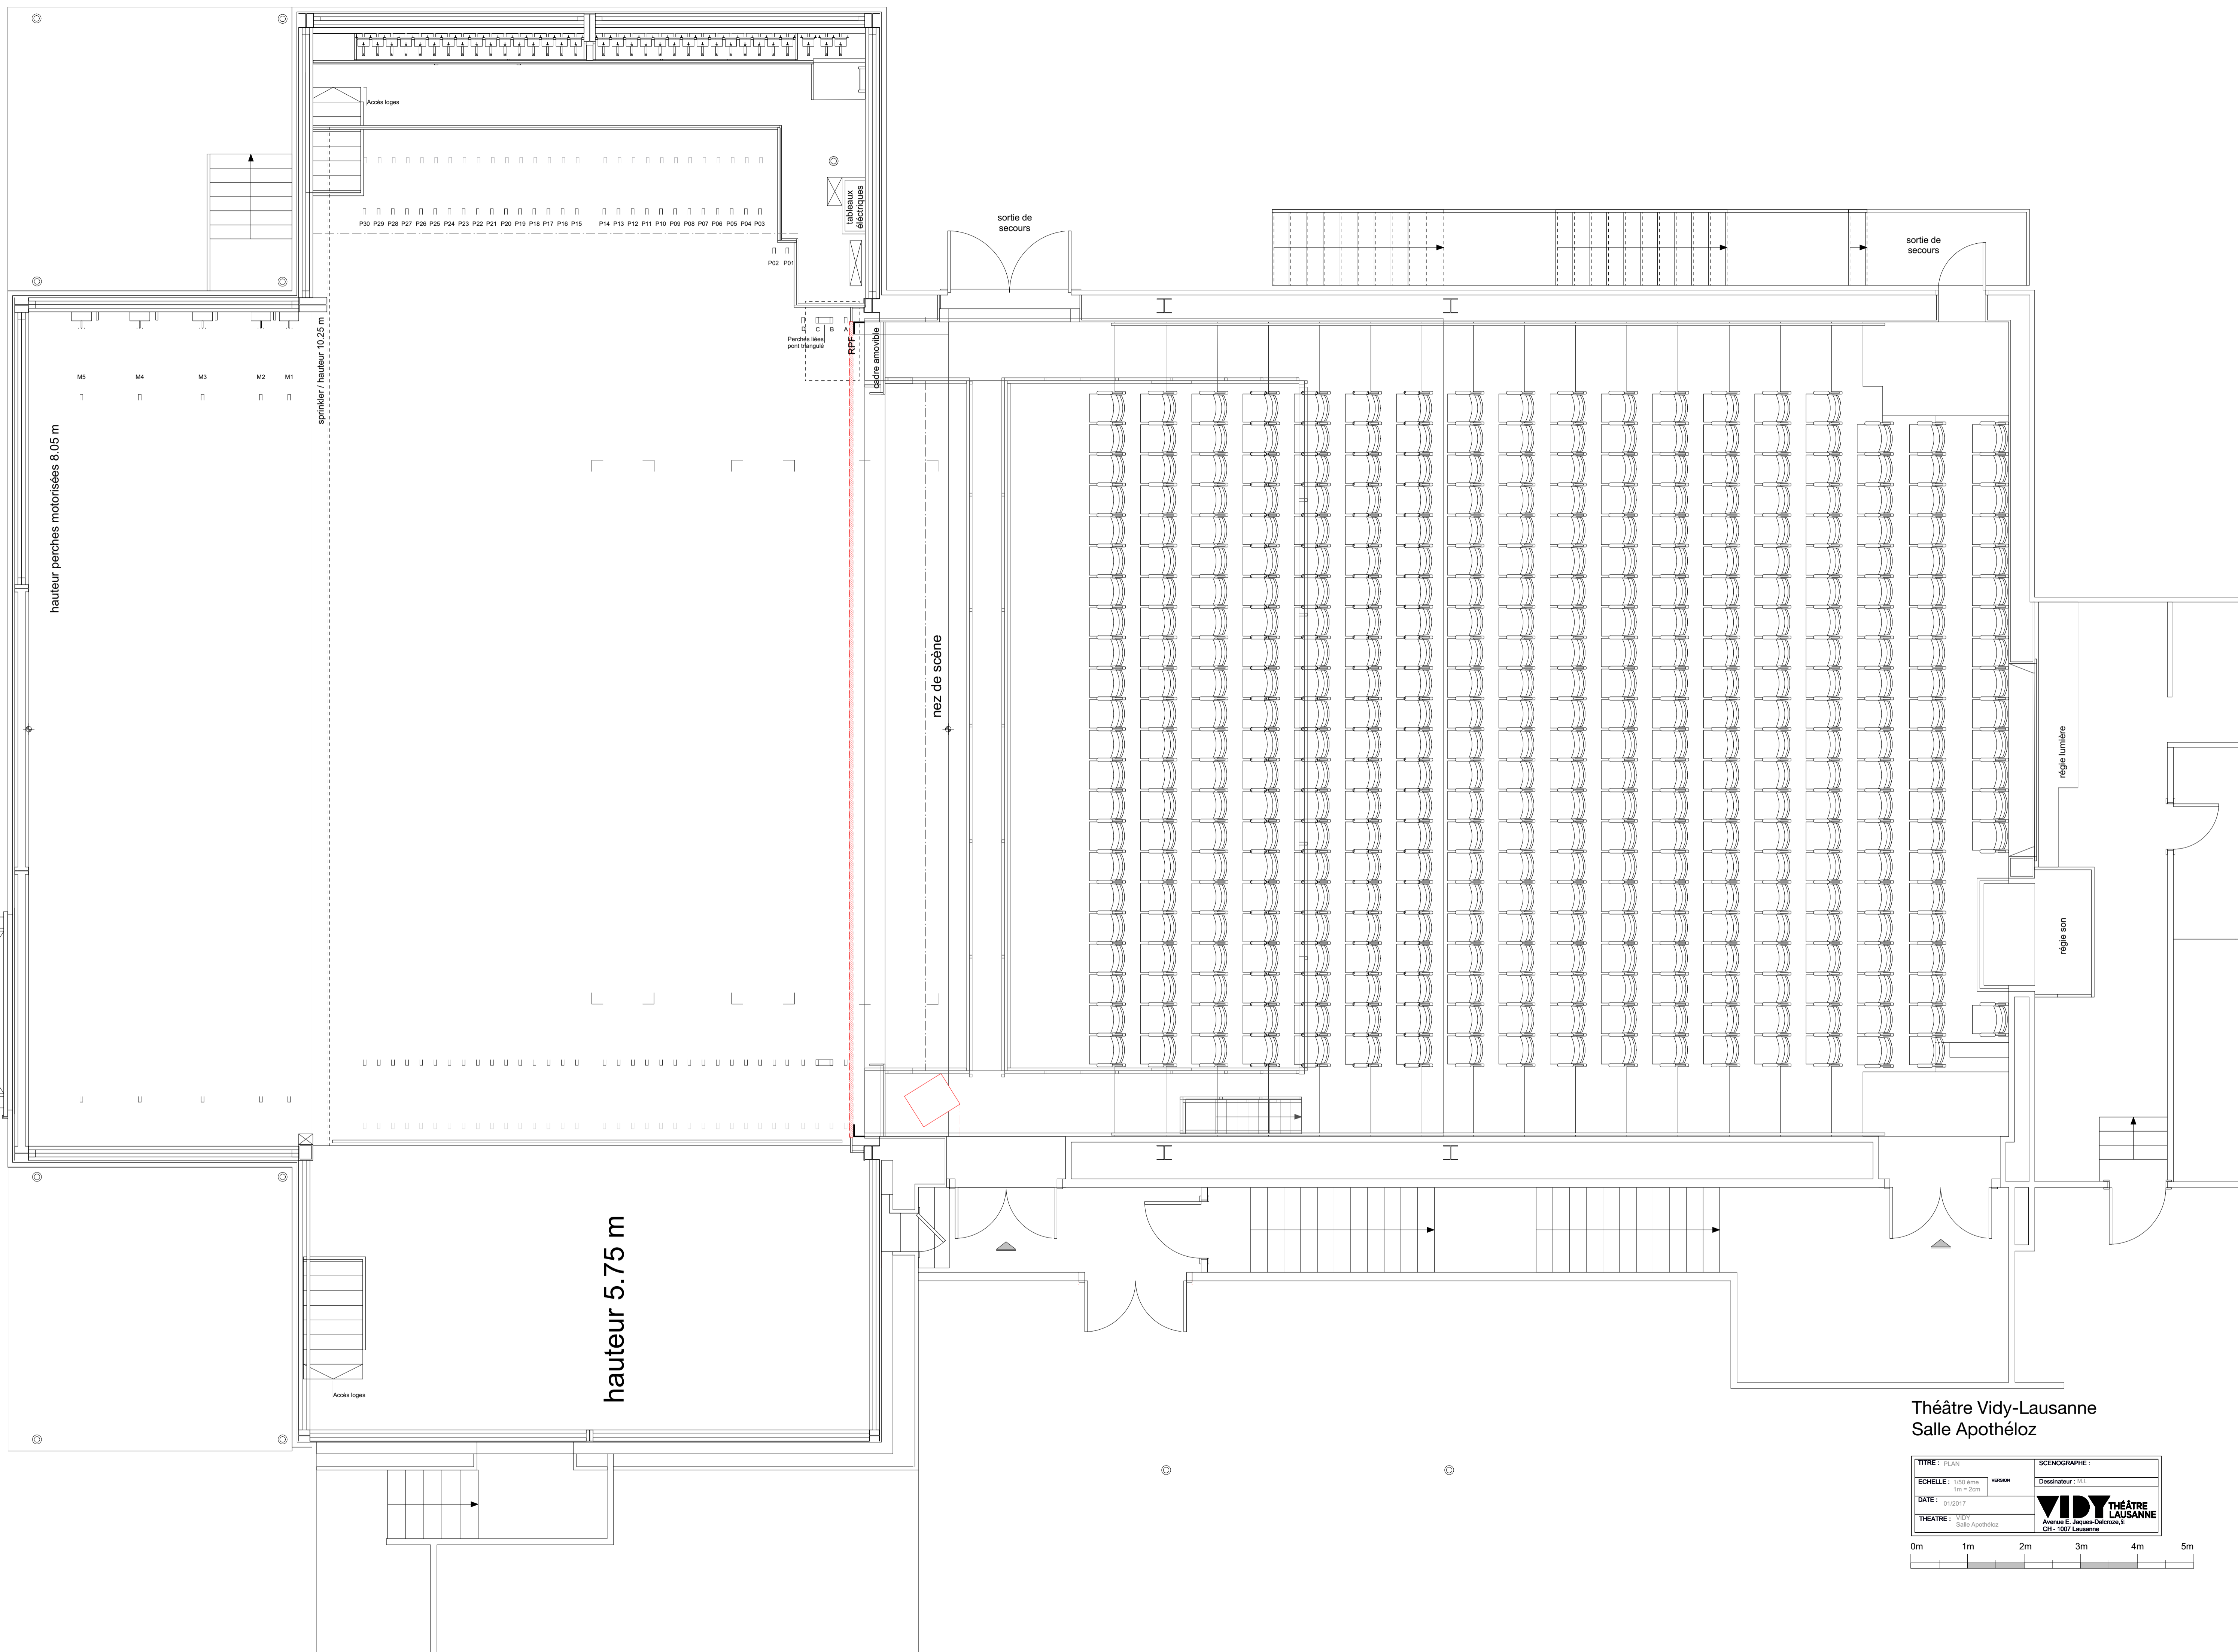 Accès loges
P30 P29 P28 P27 P26 P25 P24 P23 P22 P21 P20 P19 P18 P17 P16 P15 P14 P13 P12 P11 P10 P09 P08 P07 P06 P05 P04 P03
P02 P01
tableaux
éléctriques
sortie de
secours
sortie de
secours
D C B A
Perches liées
pont triangulé
RPF
cadre amovible
sprinkler / hauteur 10.25 m
M5 M4 M3 M2 M1
hauteur perches motorisées 8.05 m
nez de scène
régie lumière
régie son
hauteur 5.75 m
Accès loges
Théâtre Vidy-Lausanne
Salle Apothéloz
TITRE : PLAN
SCENOGRAPHE :
ECHELLE : 1/50 ème
1m = 2cm
VERSION
Dessinateur : M.I.
DATE : 01/2017
THEATRE : VIDY
Salle Apothéloz
VIDY THÉÂTRE
LAUSANNE
Avenue E. Jaques-Dalcroze, 5
CH - 1007 Lausanne
0m 1m 2m 3m 4m 5m